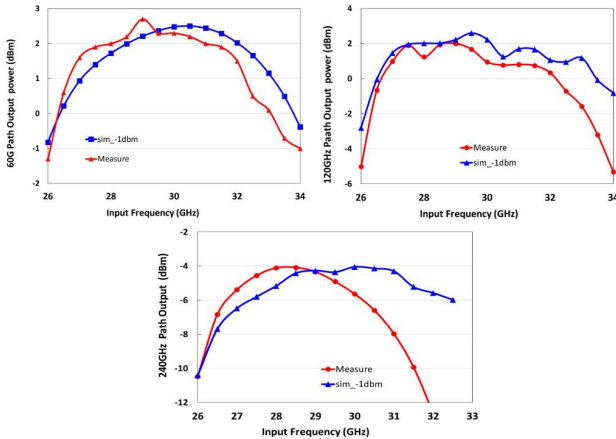 60G Path Output power (dBm)
3
2
1
0
-1
-2
sim_-1dbm
Measure
26 28 30 32 34
Input Frequency (GHz)
120GHz Paath Output power (dBm)
4
2
0
-2
-4
-6
Measure
sim_-1dbm
26 28 30 32 34
Input Frequency (GHz)
240GHz Path Output (dBm)
-2
-4
-6
-8
-10
-12
Measure
sim_-1dbm
26 27 28 29 30 31 32 33
Input Frequency (GHz)